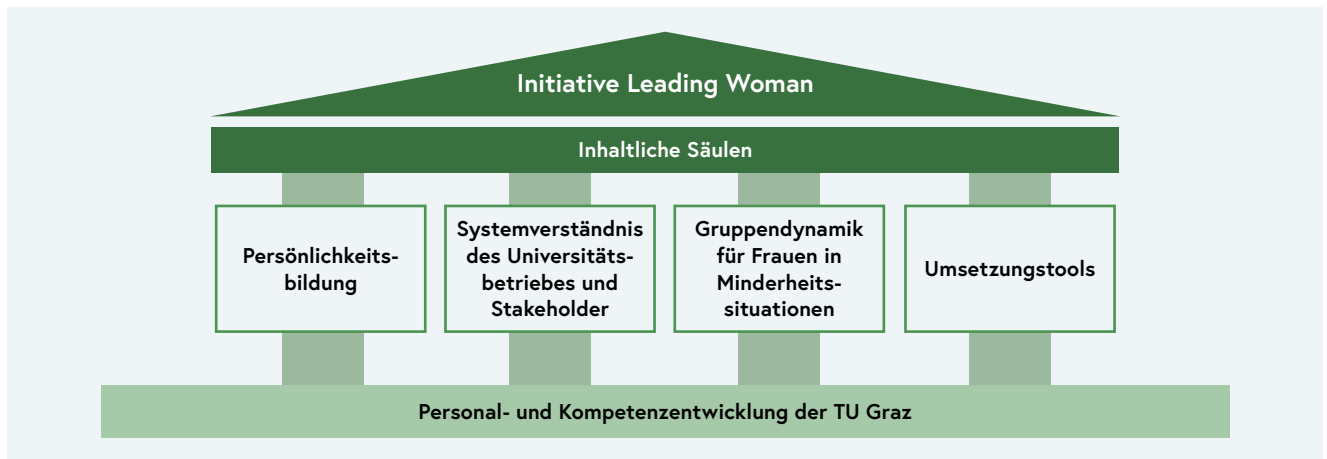 Initiative Leading Woman
Inhaltliche Säulen
Persönlichkeits-
bildung
Systemverständnis
des Universitäts-
betriebes und
Stakeholder
Gruppendynamik
für Frauen in
Minderheits-
situationen
Umsetzungstools
Personal- und Kompetenzentwicklung der TU Graz